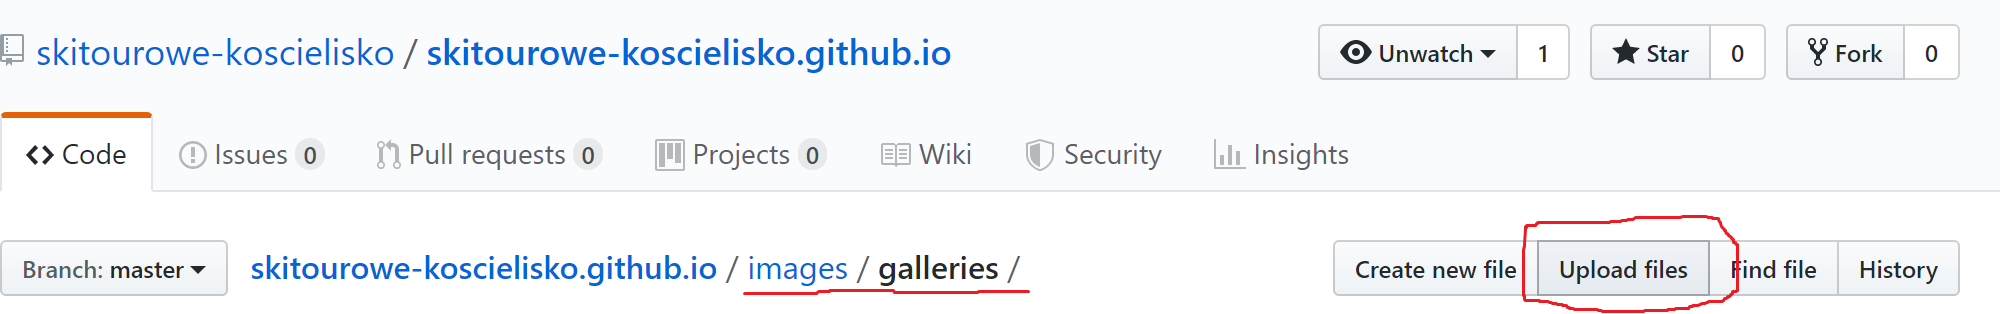 skitourowe-koscielisko / skitourowe-koscielisko.github.io Unwatch 1 Star 0 Fork 0
Code Issues 0 Pull requests 0 Projects 0 Wiki Security Insights
Branch: master skitourowe-koscielisko.github.io / images / galleries / Create new file Upload files Find file History